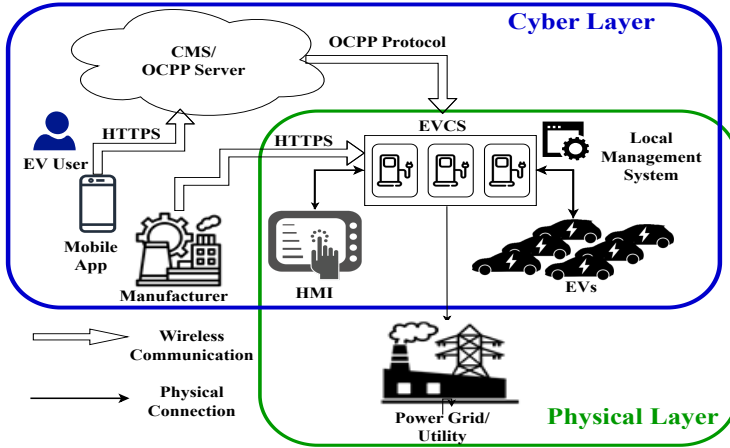 Cyber Layer
CMS/
OCPP Server
OCPP Protocol
EV User
HTTPS
HTTPS
EVCS
Local
Management
System
Mobile
App
Manufacturer
HMI
EVs
Wireless
Communication
Physical
Connection
Power Grid/
Utility
Physical Layer